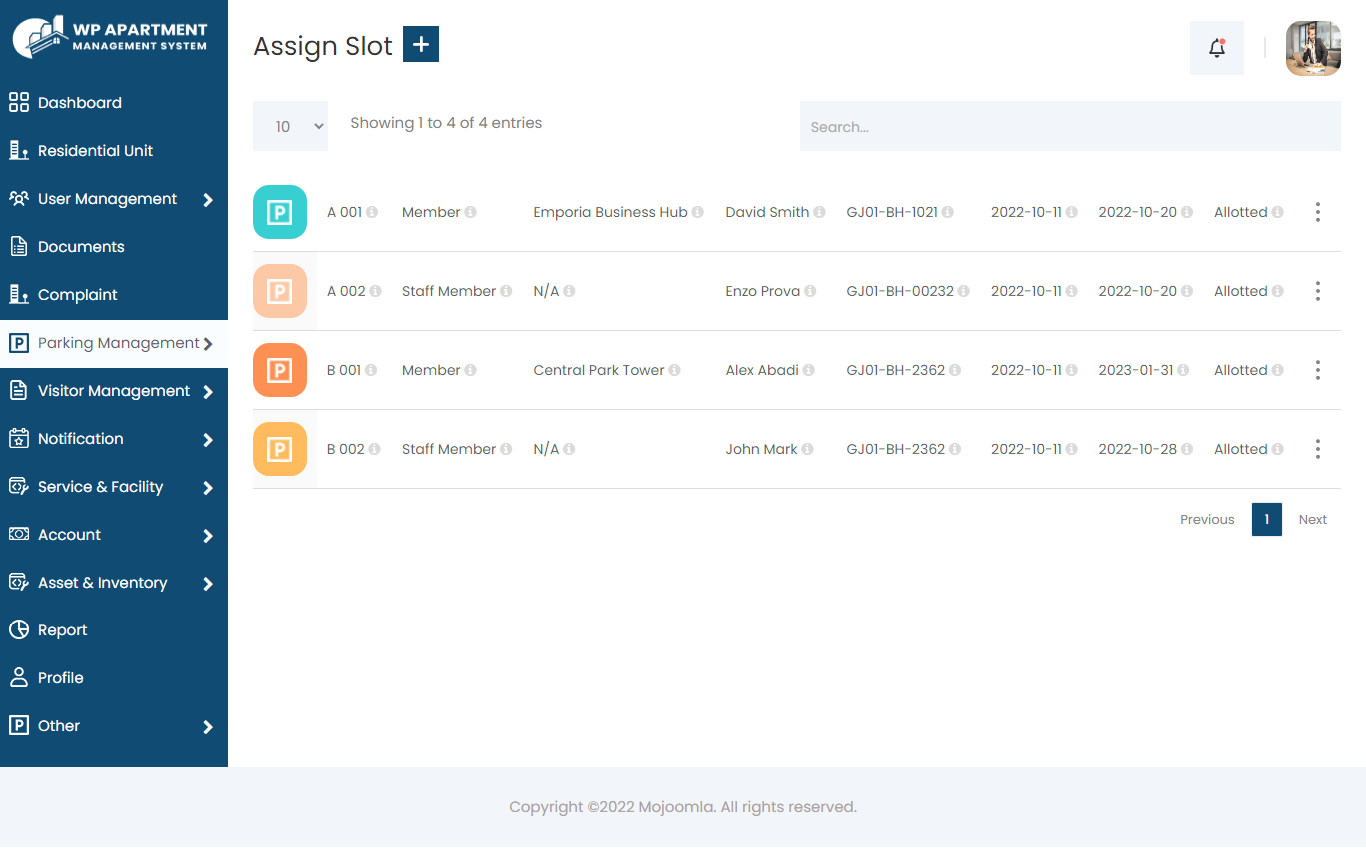 WP APARTMENT
MANAGEMENT SYSTEM
Dashboard
Residential Unit
User Management
Documents
Complaint
Parking Management
Visitor Management
Notification
Service & Facility
Account
Asset & Inventory
Report
Profile
Other
Assign Slot +
10 Showing 1 to 4 of 4 entries Search...
P A 001 Member Emporia Business Hub David Smith GJ01-BH-1021 2022-10-11 2022-10-20 Allotted
P A 002 Staff Member N/A Enzo Prova GJ01-BH-00232 2022-10-11 2022-10-20 Allotted
P B 001 Member Central Park Tower Alex Abadi GJ01-BH-2362 2022-10-11 2023-01-31 Allotted
P B 002 Staff Member N/A John Mark GJ01-BH-2362 2022-10-11 2022-10-28 Allotted
Previous 1 Next
Copyright ©2022 Mojoomla. All rights reserved.